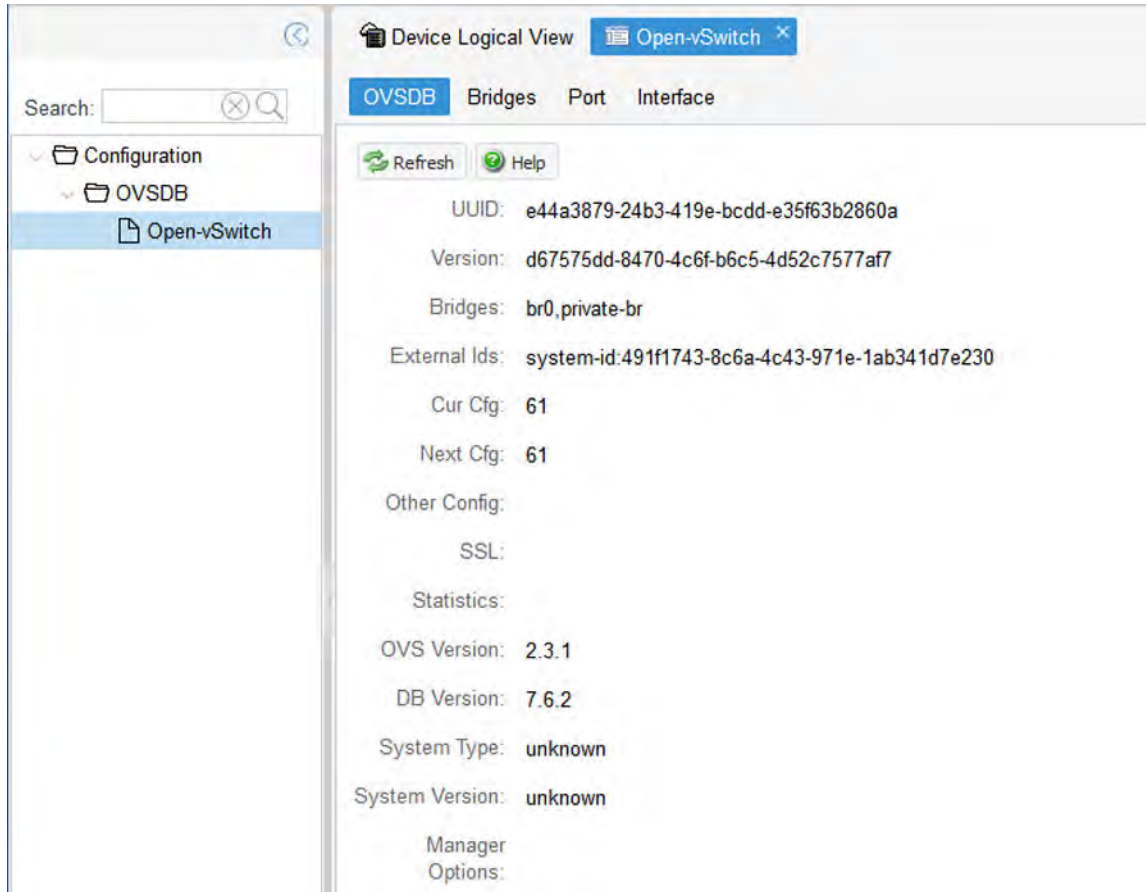 Device Logical View
Open-vSwitch
Search:
OVSDB
Bridges
Port
Interface
Configuration
OVSDB
Open-vSwitch
Refresh
Help
UUID: e44a3879-24b3-419e-bcdd-e35f63b2860a
Version: d67575dd-8470-4c6f-b6c5-4d52c7577af7
Bridges: br0,private-br
External Ids: system-id:491f1743-8c6a-4c43-971e-1ab341d7e230
Cur Cfg: 61
Next Cfg: 61
Other Config:
SSL:
Statistics:
OVS Version: 2.3.1
DB Version: 7.6.2
System Type: unknown
System Version: unknown
Manager
Options: